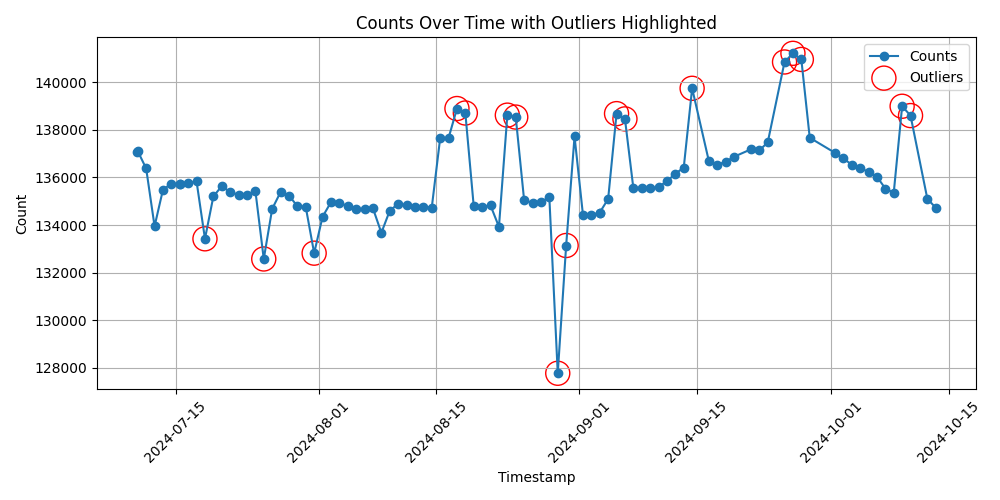 Counts Over Time with Outliers Highlighted
Counts
Outliers
Count
140000
138000
136000
134000
132000
130000
128000
2024-07-15
2024-08-01
2024-08-15
2024-09-01
2024-09-15
2024-10-01
2024-10-15
Timestamp